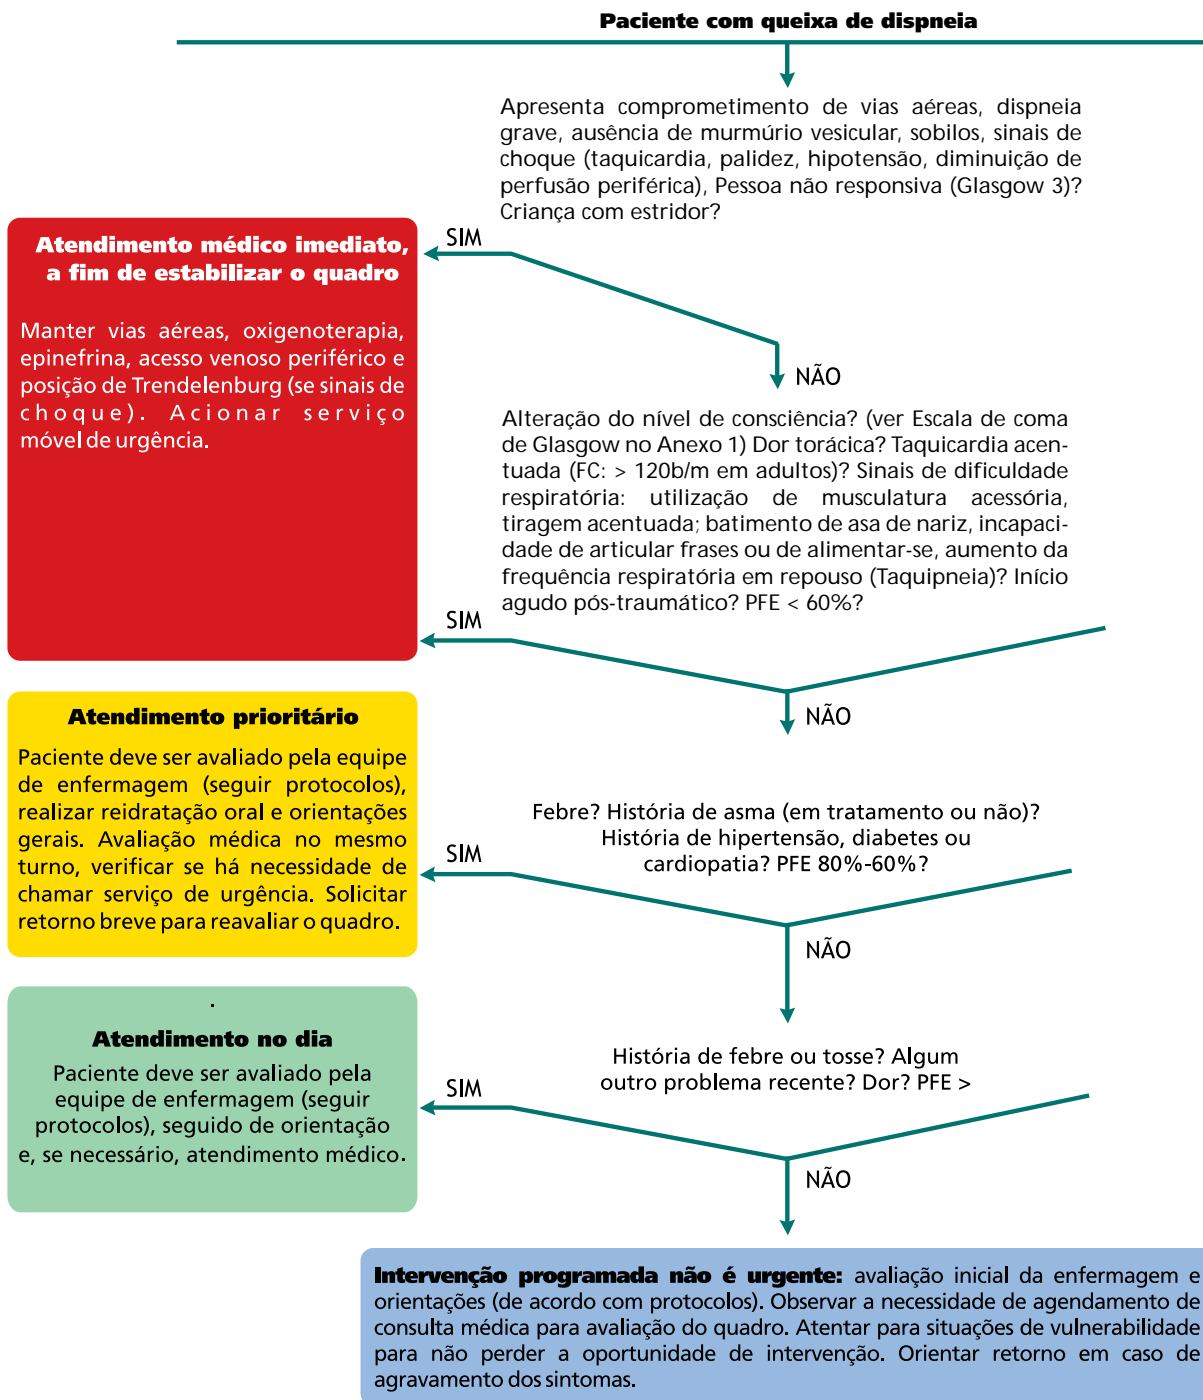 Paciente com queixa de dispneia
Apresenta comprometimento de vias aéreas, dispneia
grave, ausência de murmúrio vesicular, sobilos, sinais de
choque (taquicardia, palidez, hipotensão, diminuição de
perfusão periférica), Pessoa não responsiva (Glasgow 3)?
Criança com estridor?
SIM
Atendimento médico imediato,
a fim de estabilizar o quadro
Manter vias aéreas, oxigenoterapia,
epinefrina, acesso venoso periférico e
posição de Trendelenburg (se sinais de
choque). Acionar serviço
móvel de urgência.
NÃO
Alteração do nível de consciência? (ver Escala de coma
de Glasgow no Anexo 1) Dor torácica? Taquicardia acen-
tuada (FC: > 120b/m em adultos)? Sinais de dificuldade
respiratória: utilização de musculatura acessória,
tiragem acentuada; batimento de asa de nariz, incapaci-
dade de articular frases ou de alimentar-se, aumento da
frequência respiratória em repouso (Taquipneia)? Início
agudo pós-traumático? PFE < 60%?
SIM
NÃO
Atendimento prioritário
Paciente deve ser avaliado pela equipe
de enfermagem (seguir protocolos),
realizar reidratação oral e orientações
gerais. Avaliação médica no mesmo
turno, verificar se há necessidade de
chamar serviço de urgência. Solicitar
retorno breve para reavaliar o quadro.
Febre? História de asma (em tratamento ou não)?
História de hipertensão, diabetes ou
cardiopatia? PFE 80%-60%?
SIM
NÃO
.
Atendimento no dia
Paciente deve ser avaliado pela
equipe de enfermagem (seguir
protocolos), seguido de orientação
e, se necessário, atendimento médico.
História de febre ou tosse? Algum
outro problema recente? Dor? PFE >
SIM
NÃO
Intervenção programada não é urgente: avaliação inicial da enfermagem e
orientações (de acordo com protocolos). Observar a necessidade de agendamento de
consulta médica para avaliação do quadro. Atentar para situações de vulnerabilidade
para não perder a oportunidade de intervenção. Orientar retorno em caso de
agravamento dos sintomas.